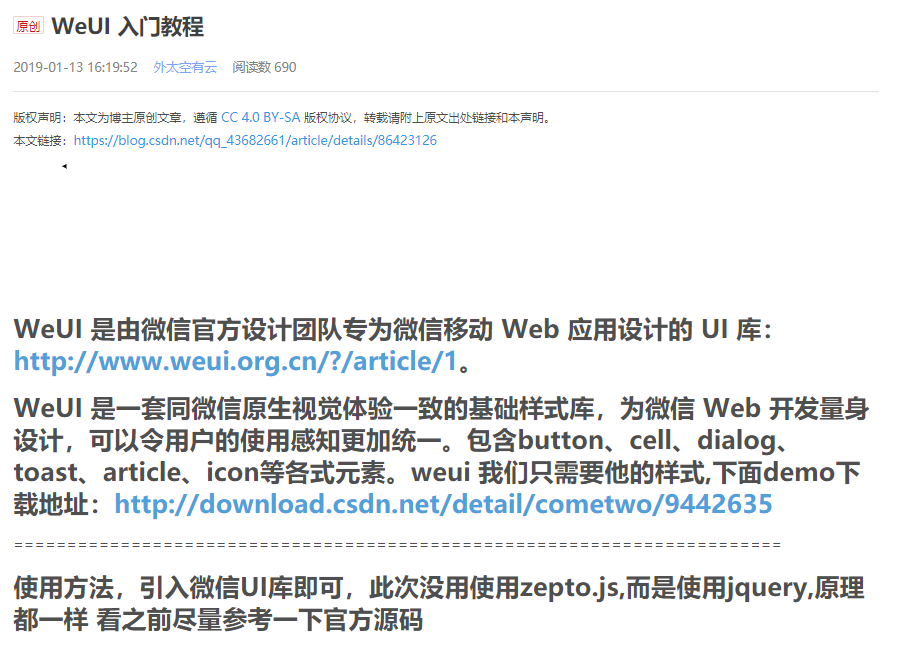 原创 WeUI 入门教程
2019-01-13 16:19:52 外太空有云 阅读数 690
版权声明：本文为博主原创文章，遵循 CC 4.0 BY-SA 版权协议，转载请附上原文出处链接和本声明。
本文链接：https://blog.csdn.net/qq_43682661/article/details/86423126
WeUI 是由微信官方设计团队专为微信移动 Web 应用设计的 UI 库：
http://www.weui.org.cn/?/article/1。
WeUI 是一套同微信原生视觉体验一致的基础样式库，为微信 Web 开发量身
设计，可以令用户的使用感知更加统一。包含button、cell、dialog、
toast、article、icon等各式元素。weui 我们只需要他的样式,下面demo下
载地址：http://download.csdn.net/detail/cometwo/9442635
========================================================================
使用方法，引入微信UI库即可，此次没用使用zepto.js,而是使用jquery,原理
都一样 看之前尽量参考一下官方源码